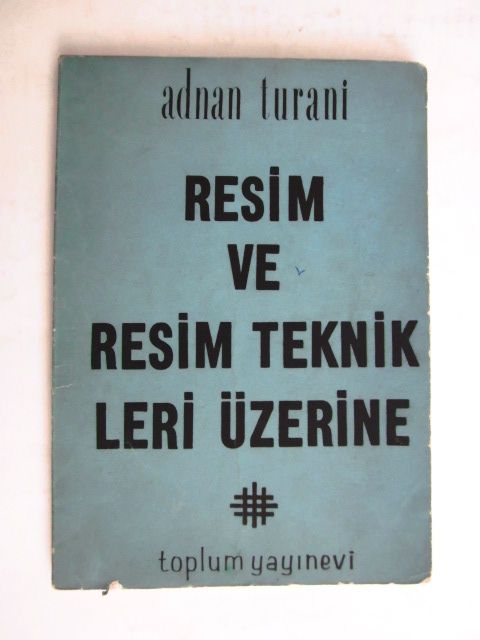 adnan turani
RESİM
VE
RESİM TEKNİK
LERİ ÜZERİNE
toplum yayınevi